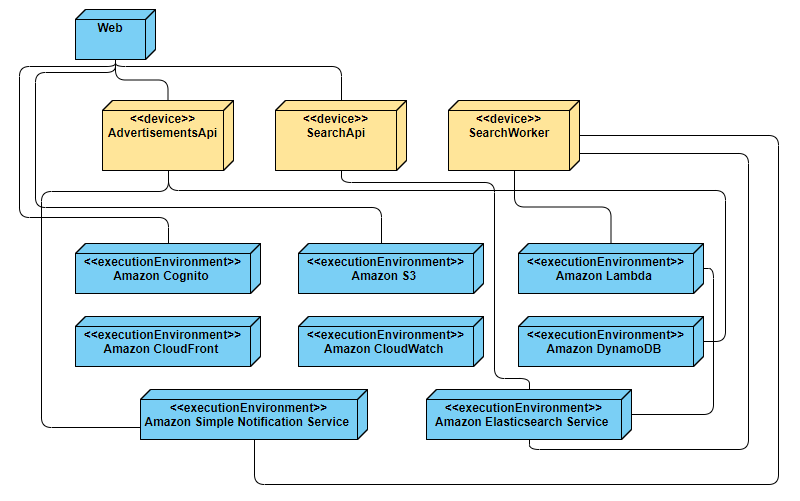 Web
<<device>>
AdvertisementsApi
<<device>>
SearchApi
<<device>>
SearchWorker
<<executionEnvironment>>
Amazon Cognito
<<executionEnvironment>>
Amazon S3
<<executionEnvironment>>
Amazon Lambda
<<executionEnvironment>>
Amazon CloudFront
<<executionEnvironment>>
Amazon CloudWatch
<<executionEnvironment>>
Amazon DynamoDB
<<executionEnvironment>>
Amazon Simple Notification Service
<<executionEnvironment>>
Amazon Elasticsearch Service